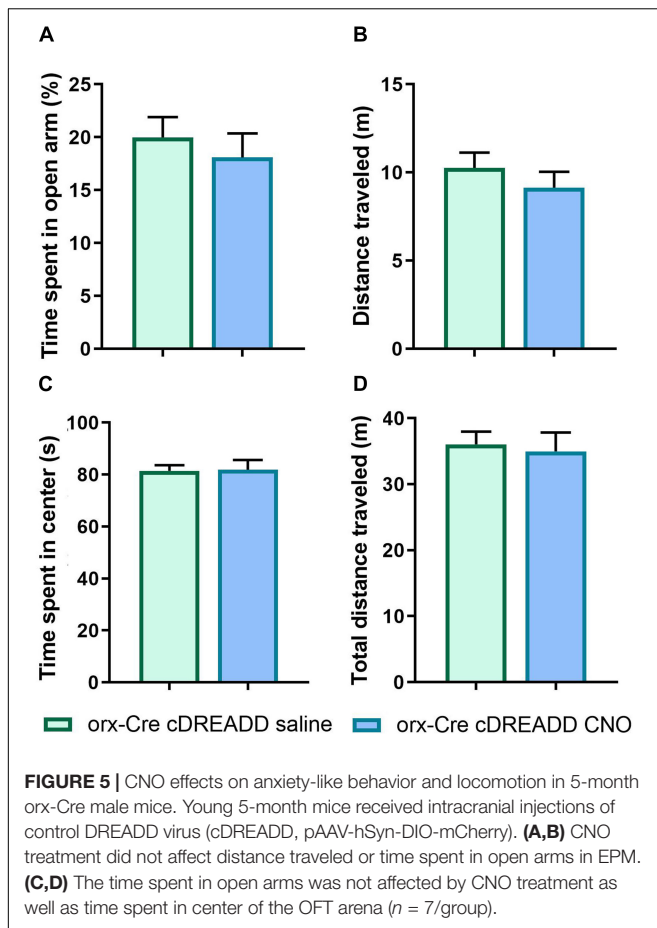 A
B
Time spent in open arm (%)
25
20
15
10
5
0
Distance traveled (m)
15
10
5
0
C
D
Time spent in center (s)
100
80
60
40
20
0
Total distance traveled (m)
40
30
20
10
0
orx-Cre cDREADD saline orx-Cre cDREADD CNO
FIGURE 5 | CNO effects on anxiety-like behavior and locomotion in 5-month
orx-Cre male mice. Young 5-month mice received intracranial injections of
control DREADD virus (cDREADD, pAAV-hSyn-DIO-mCherry). (A,B) CNO
treatment did not affect distance traveled or time spent in open arms in EPM.
(C,D) The time spent in open arms was not affected by CNO treatment as
well as time spent in center of the OFT arena (n = 7/group).